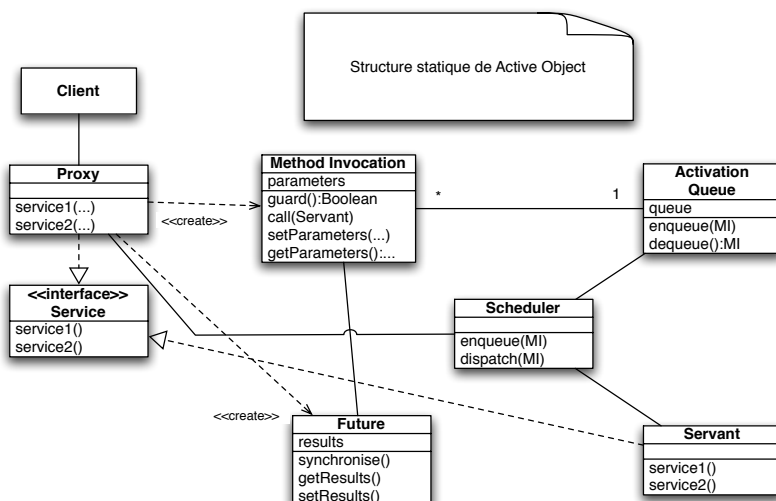 Structure statique de Active Object
Client
Proxy
service1(...)
service2(...)
<<create>>
Method Invocation
parameters
guard():Boolean
call(Servant)
setParameters(...)
getParameters():...
*
1
Activation
Queue
queue
enqueue(MI)
dequeue():MI
<<interface>>
Service
service1()
service2()
Scheduler
enqueue(MI)
dispatch(MI)
<<create>>
Future
results
synchronise()
getResults()
setResults()
Servant
service1()
service2()